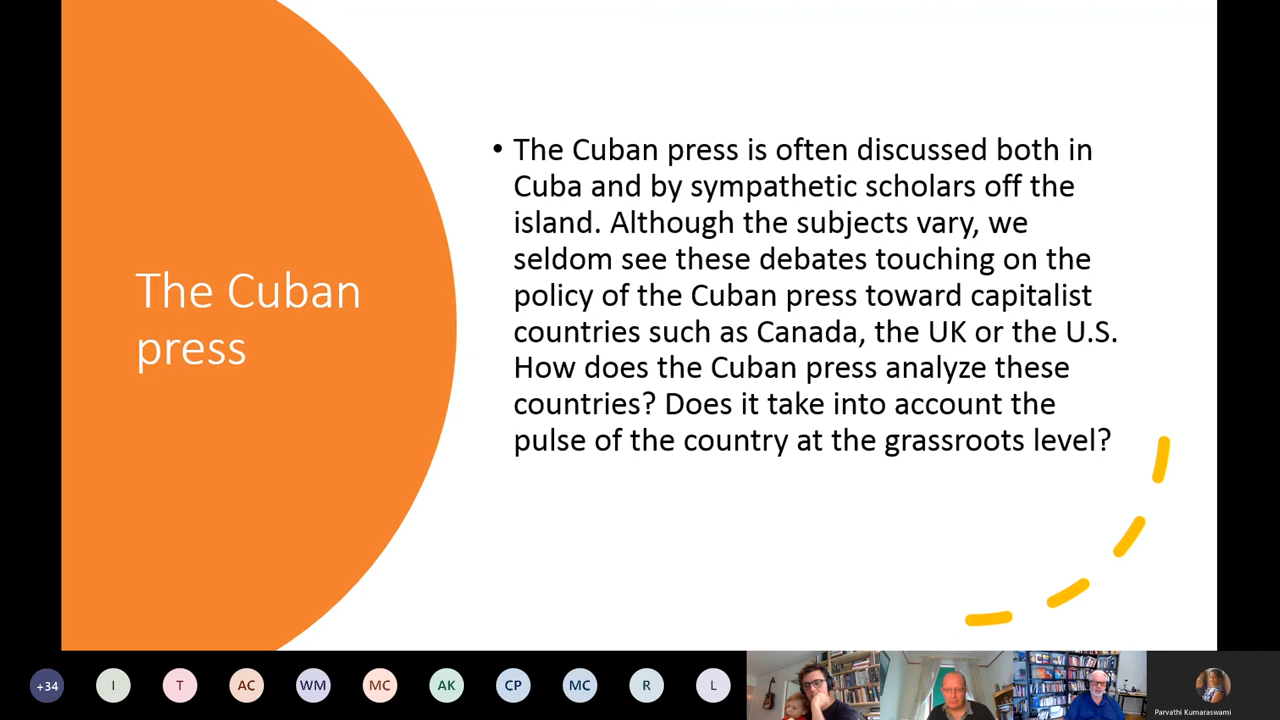 The Cuban
press
• The Cuban press is often discussed both in
Cuba and by sympathetic scholars off the
island. Although the subjects vary, we
seldom see these debates touching on the
policy of the Cuban press toward capitalist
countries such as Canada, the UK or the U.S.
How does the Cuban press analyze these
countries? Does it take into account the
pulse of the country at the grassroots level?
+34 I T AC WM MC AK CP MC R L
Parvathi Kumaraswami